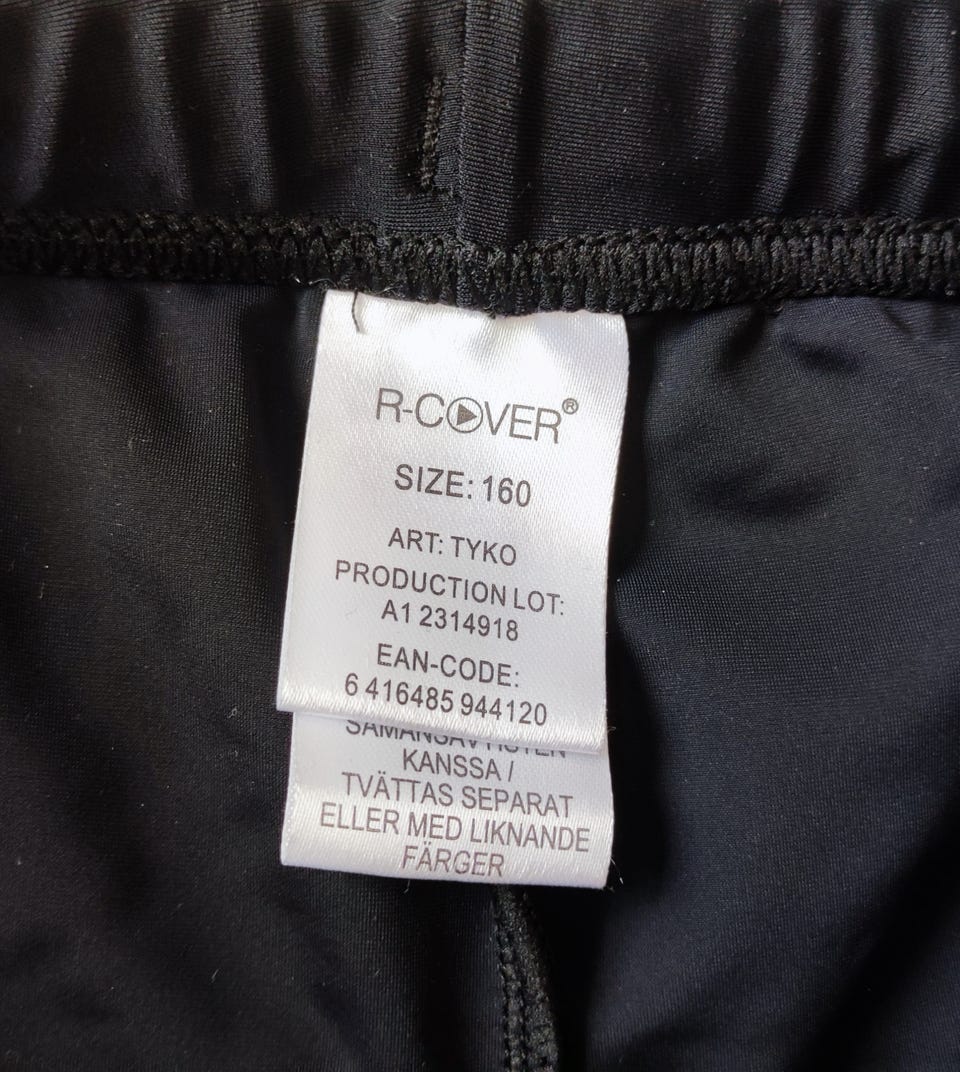 R-COVER®
SIZE: 160
ART: TYKO
PRODUCTION LOT:
A1 2314918
EAN-CODE:
6 416485 944120
SAMANSÄVYISTEN
KANSSA /
TVÄTTAS SEPARAT
ELLER MED LIKNANDE
FÄRGER